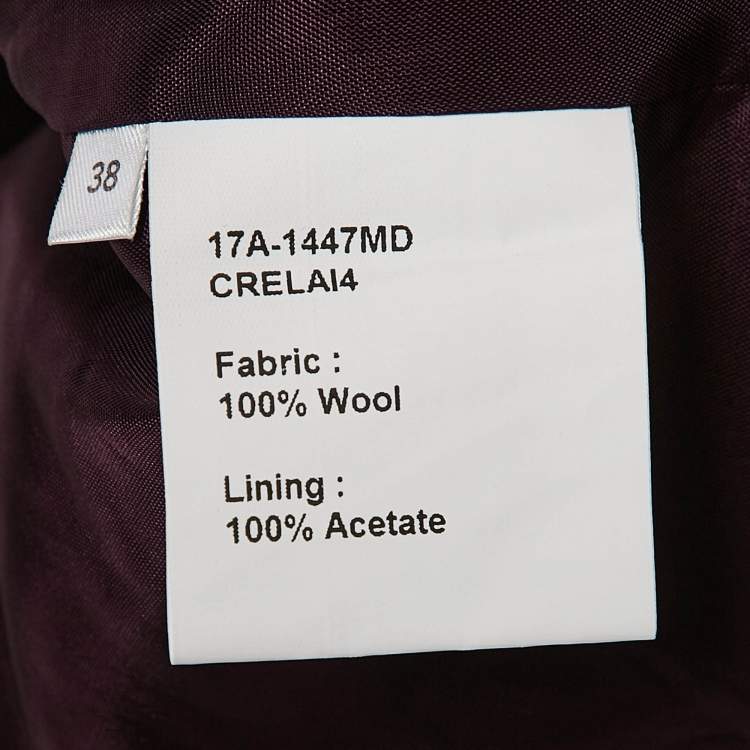 38
17A-1447MD
CRELAI4
Fabric :
100% Wool
Lining :
100% Acetate